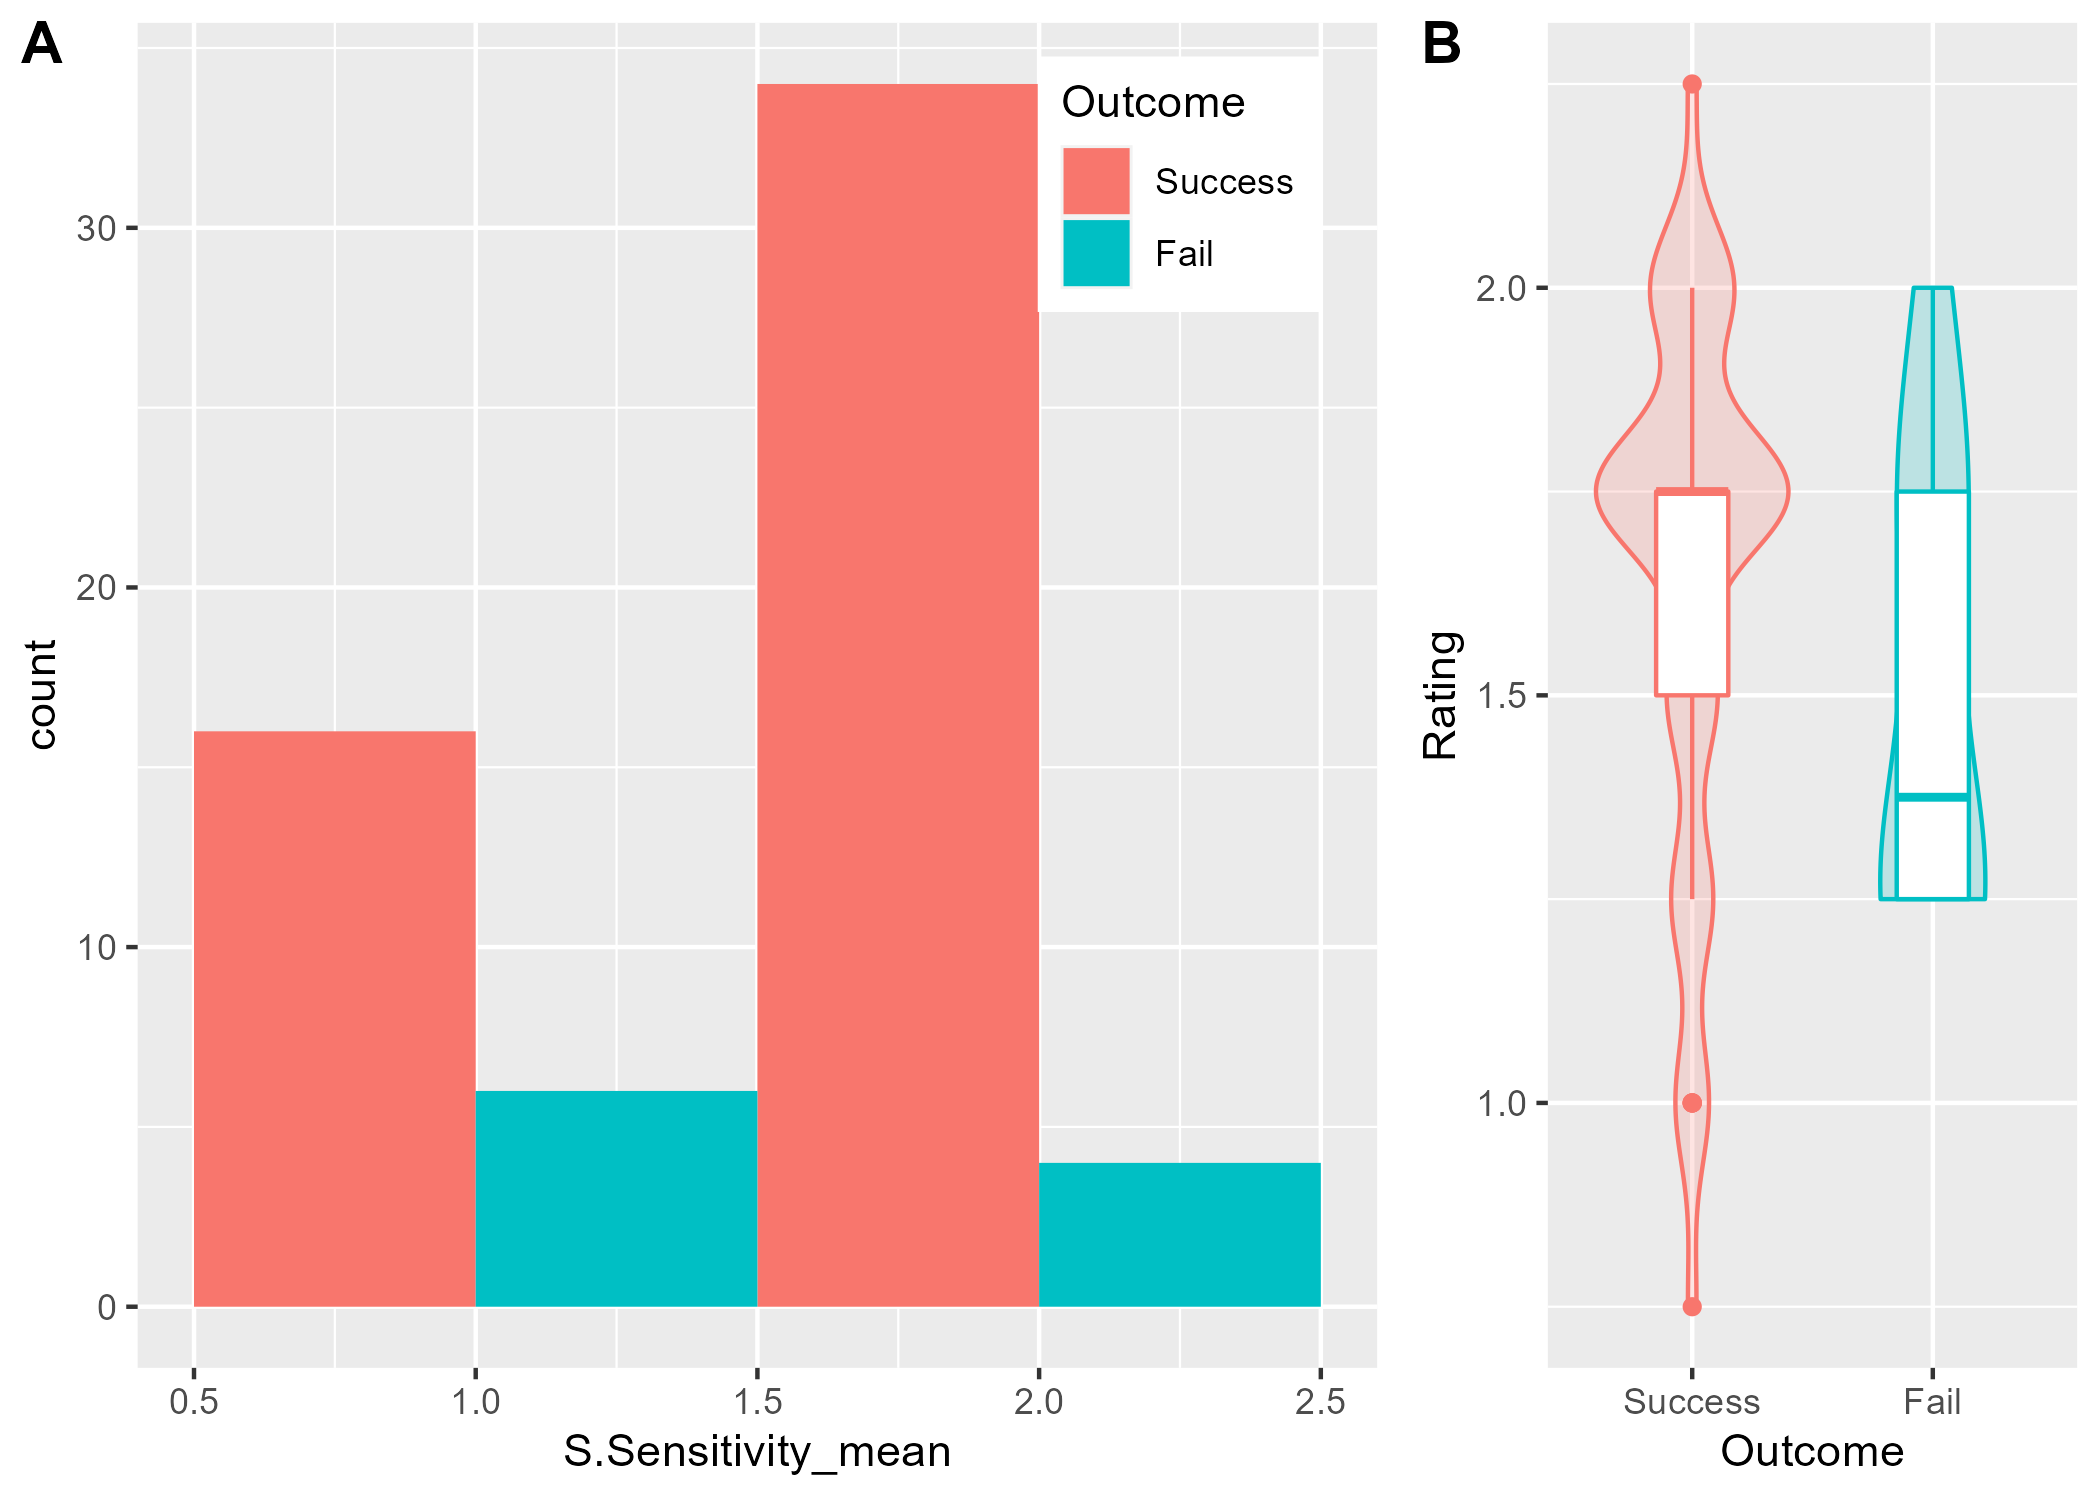 A
Outcome
Success
Fail
30
20
10
0
count
0.5 1.0 1.5 2.0 2.5
S.Sensitivity_mean
B
2.0
1.5
1.0
Rating
Success Fail
Outcome